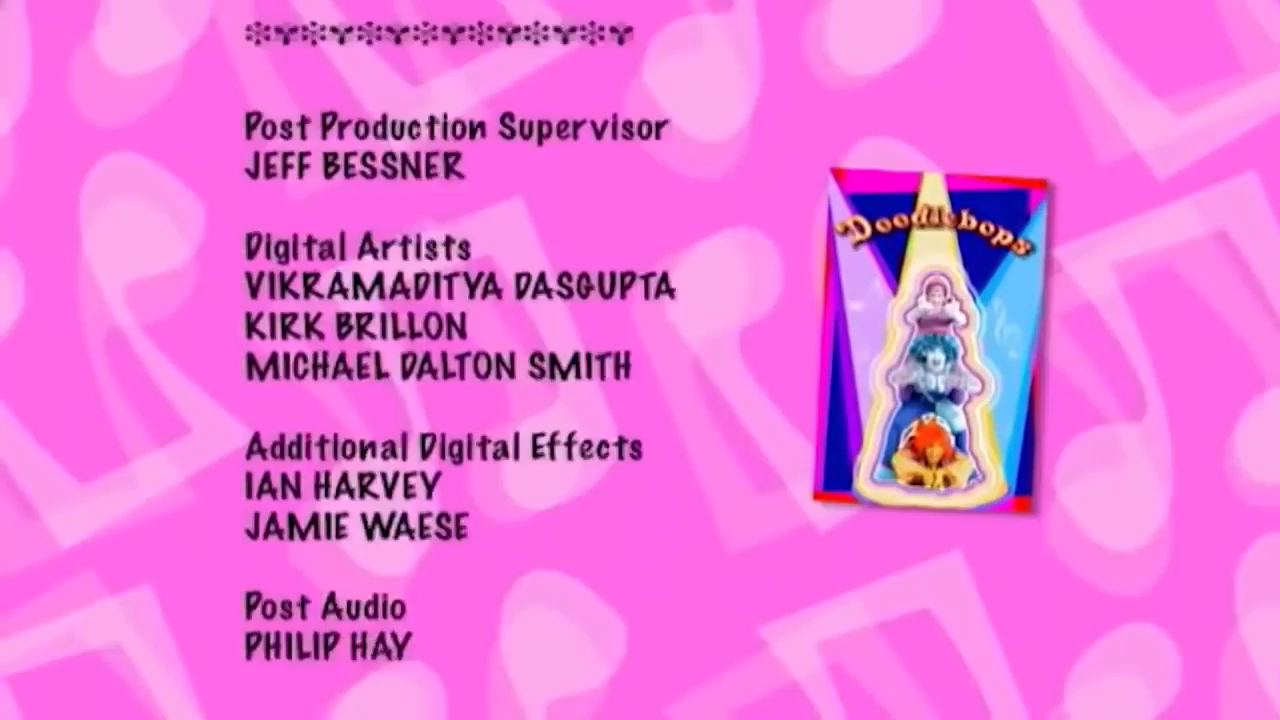 Post Production Supervisor
JEFF BESSNER
Digital Artists
VIKRAMADITYA DASGUPTA
KIRK BRILLON
MICHAEL DALTON SMITH
Additional Digital Effects
IAN HARVEY
JAMIE WAESE
Post Audio
PHILIP HAY
Doodlebops